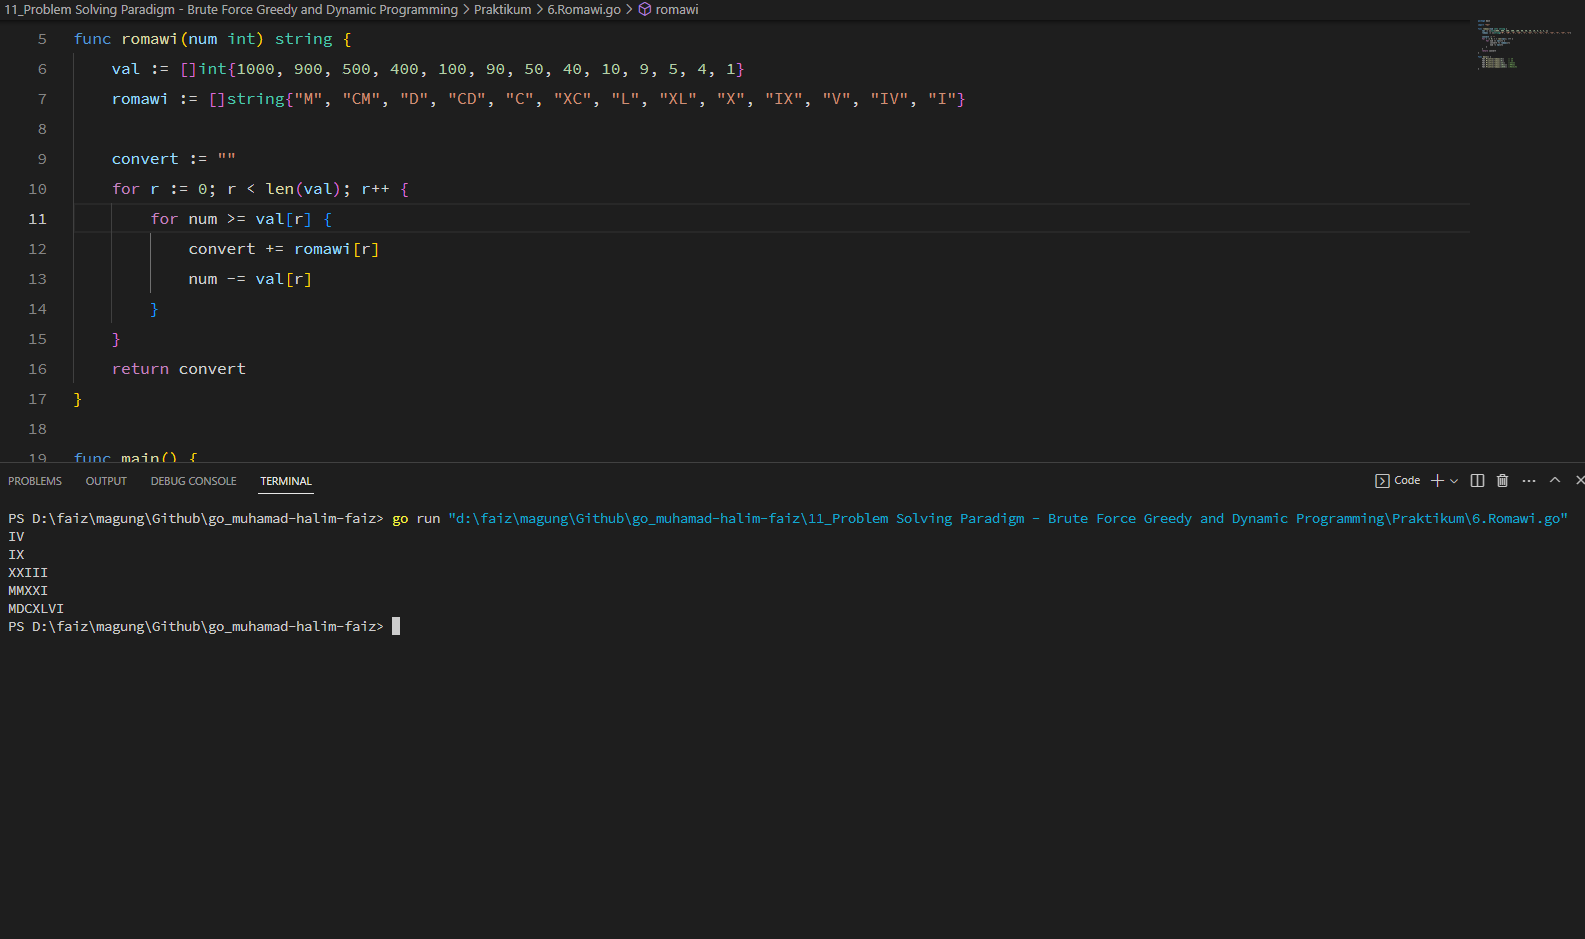 11_Problem Solving Paradigm - Brute Force Greedy and Dynamic Programming > Praktikum > 6.Romawi.go > romawi
5 func romawi(num int) string {
6 val := []int{1000, 900, 500, 400, 100, 90, 50, 40, 10, 9, 5, 4, 1}
7 romawi := []string{"M", "CM", "D", "CD", "C", "XC", "L", "XL", "X", "IX", "V", "IV", "I"}
8
9 convert := ""
10 for r := 0; r < len(val); r++ {
11 for num >= val[r] {
12 convert += romawi[r]
13 num -= val[r]
14 }
15 }
16 return convert
17 }
18
19 func main() {
PROBLEMS OUTPUT DEBUG CONSOLE TERMINAL Code
PS D:\faiz\magung\Github\go_muhamad-halim-faiz> go run "d:\faiz\magung\Github\go_muhamad-halim-faiz\11_Problem Solving Paradigm - Brute Force Greedy and Dynamic Programming\Praktikum\6.Romawi.go"
IV
IX
XXIII
MMXXI
MDCXLVI
PS D:\faiz\magung\Github\go_muhamad-halim-faiz>